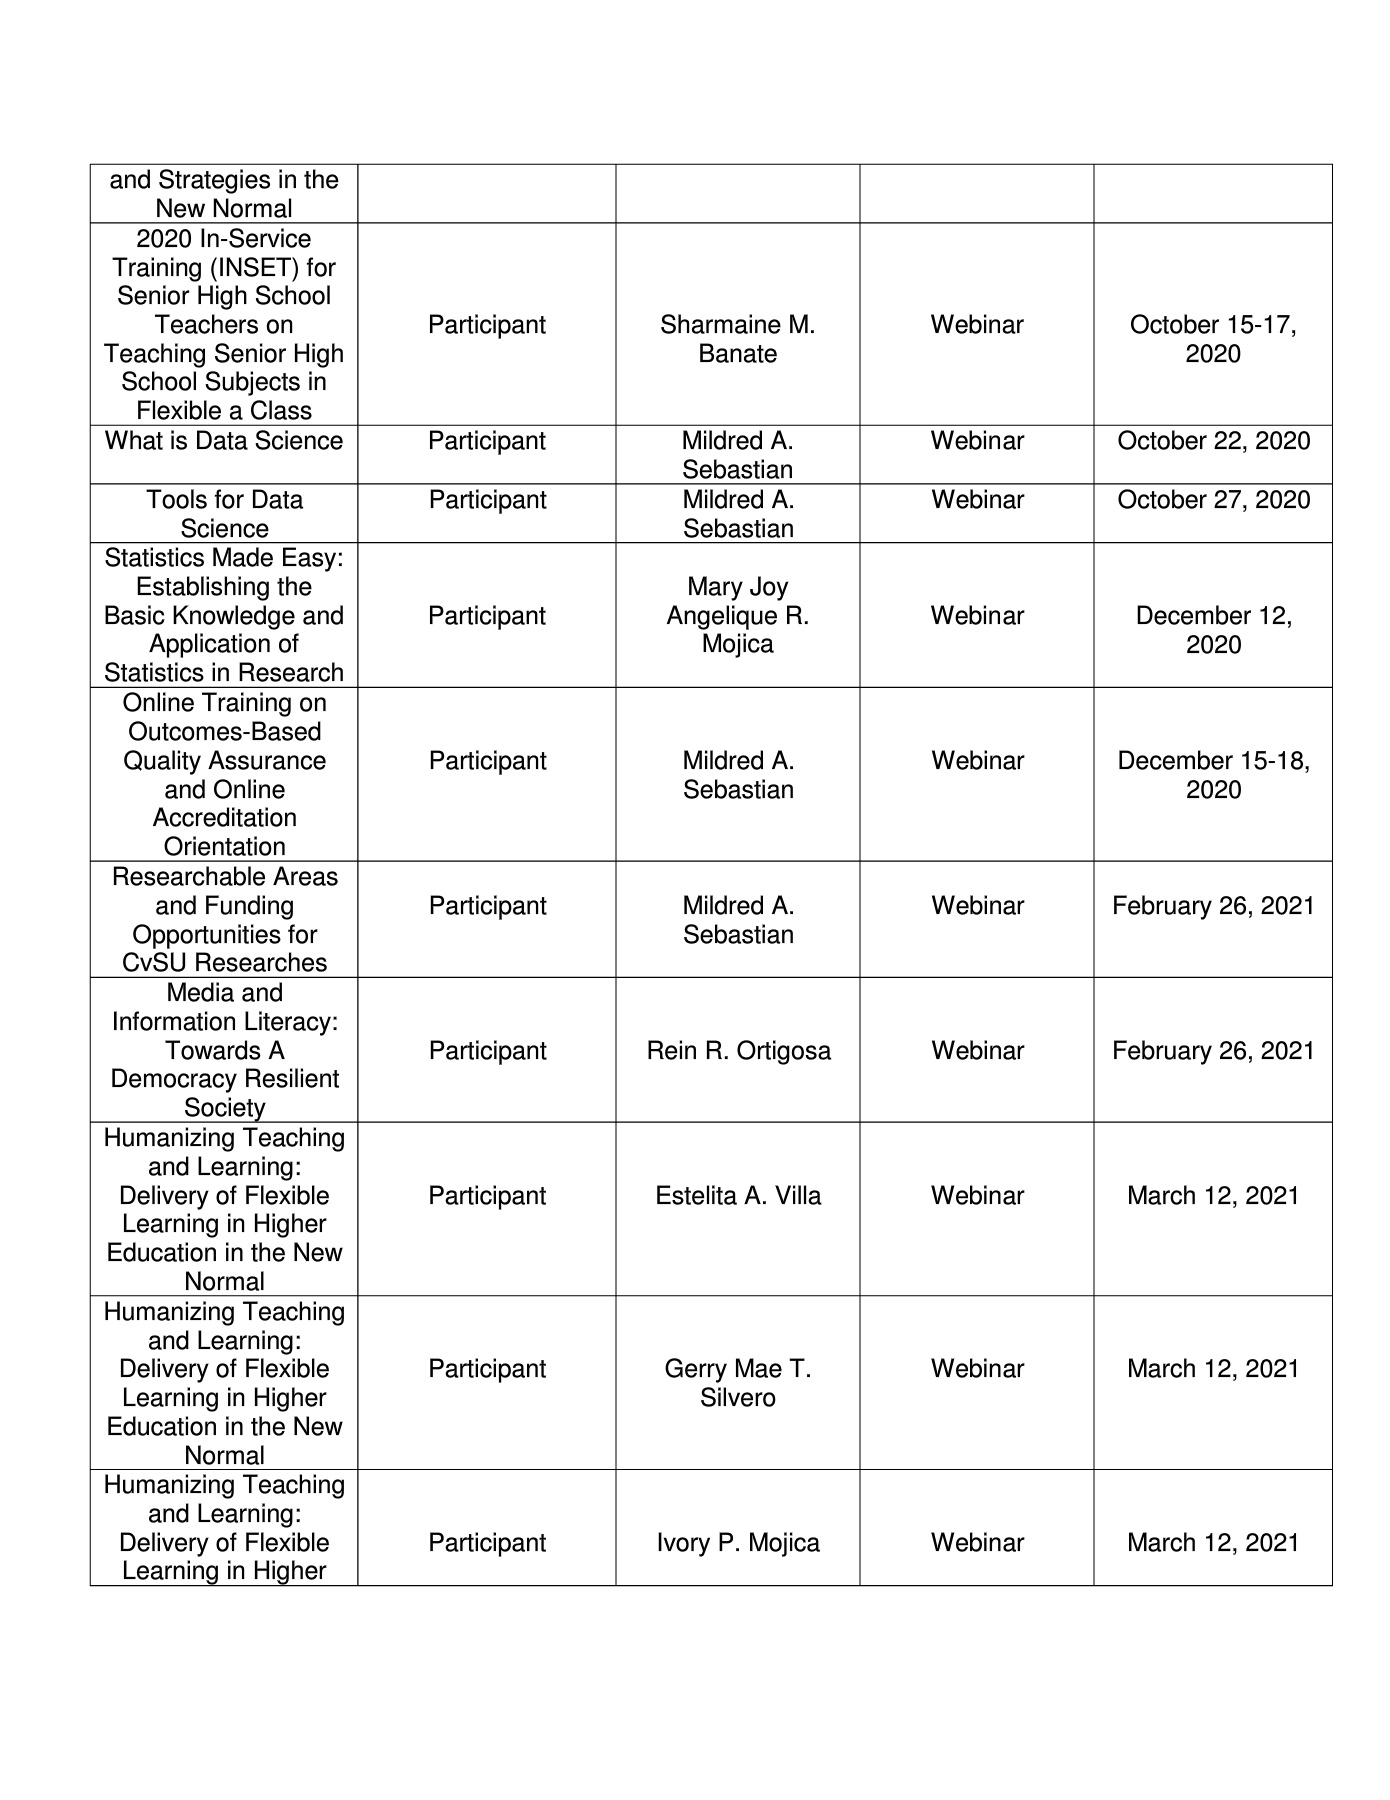 and Strategies in the
New Normal
2020 In-Service
Training (INSET) for
Senior High School
Teachers on
Teaching Senior High
School Subjects in
Flexible a Class
Participant
Sharmaine M.
Banate
Webinar
October 15-17,
2020
What is Data Science
Participant
Mildred A.
Sebastian
Webinar
October 22, 2020
Tools for Data
Science
Participant
Mildred A.
Sebastian
Webinar
October 27, 2020
Statistics Made Easy:
Establishing the
Basic Knowledge and
Application of
Statistics in Research
Participant
Mary Joy
Angelique R.
Mojica
Webinar
December 12,
2020
Online Training on
Outcomes-Based
Quality Assurance
and Online
Accreditation
Orientation
Participant
Mildred A.
Sebastian
Webinar
December 15-18,
2020
Researchable Areas
and Funding
Opportunities for
CvSU Researches
Participant
Mildred A.
Sebastian
Webinar
February 26, 2021
Media and
Information Literacy:
Towards A
Democracy Resilient
Society
Participant
Rein R. Ortigosa
Webinar
February 26, 2021
Humanizing Teaching
and Learning:
Delivery of Flexible
Learning in Higher
Education in the New
Normal
Participant
Estelita A. Villa
Webinar
March 12, 2021
Humanizing Teaching
and Learning:
Delivery of Flexible
Learning in Higher
Education in the New
Normal
Participant
Gerry Mae T.
Silvero
Webinar
March 12, 2021
Humanizing Teaching
and Learning:
Delivery of Flexible
Learning in Higher
Participant
Ivory P. Mojica
Webinar
March 12, 2021